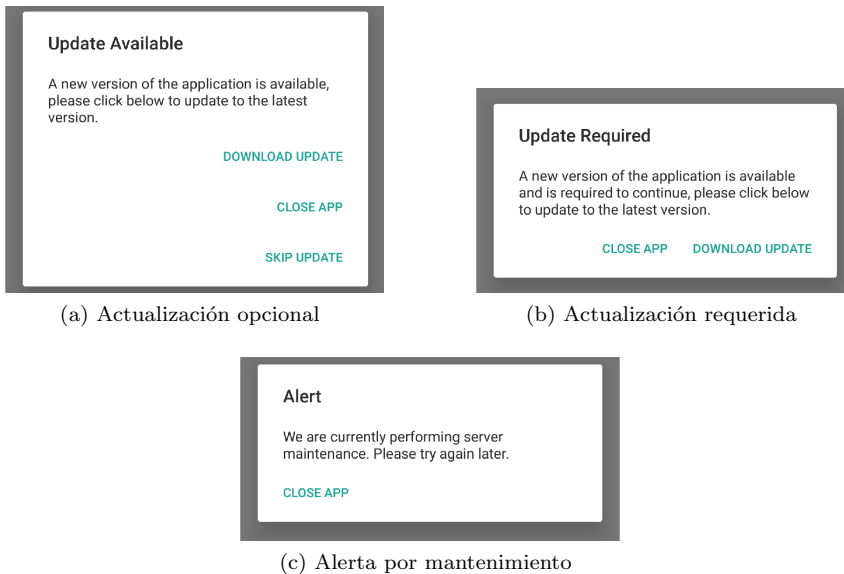 Update Available
A new version of the application is available,
please click below to update to the latest
version.
DOWNLOAD UPDATE
CLOSE APP
SKIP UPDATE
(a) Actualización opcional
Update Required
A new version of the application is available
and is required to continue, please click below
to update to the latest version.
CLOSE APP DOWNLOAD UPDATE
(b) Actualización requerida
Alert
We are currently performing server
maintenance. Please try again later.
CLOSE APP
(c) Alerta por mantenimiento